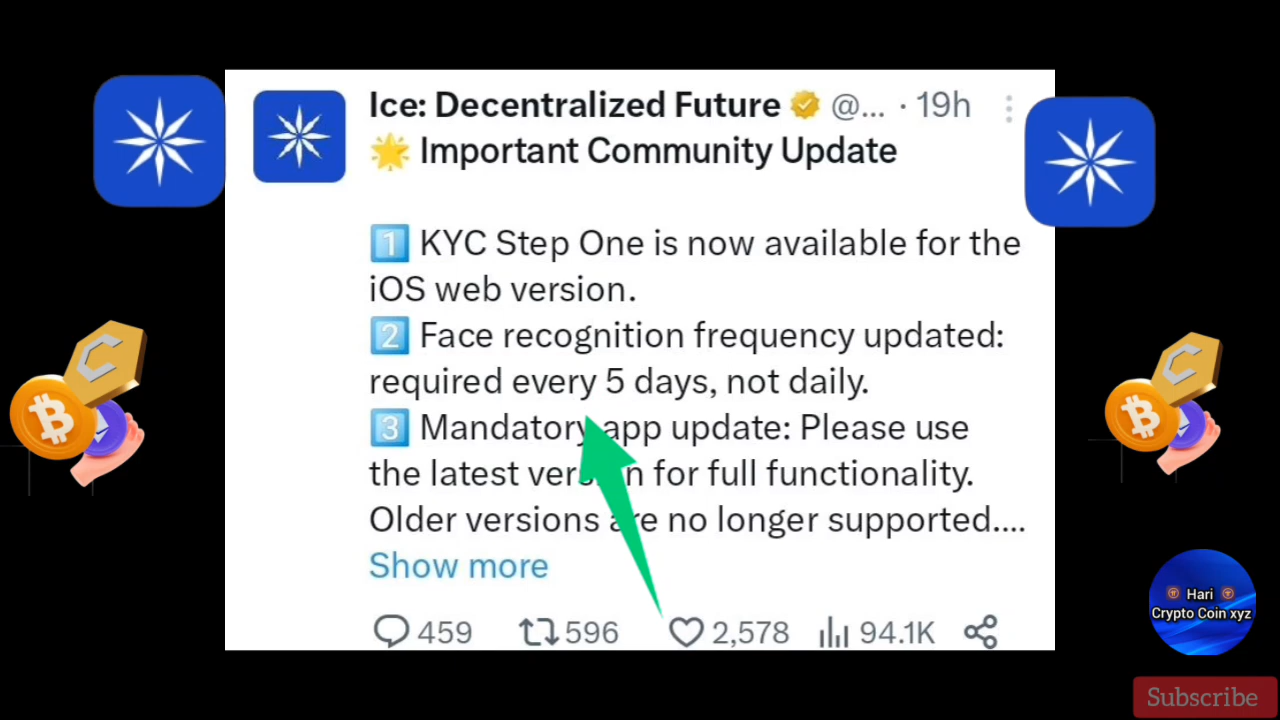 Ice: Decentralized Future @... · 19h
🌟 Important Community Update
1️⃣ KYC Step One is now available for the
iOS web version.
2️⃣ Face recognition frequency updated:
required every 5 days, not daily.
3️⃣ Mandatory app update: Please use
the latest version for full functionality.
Older versions are no longer supported....
Show more
459 596 2,578 94.1K
Hari
Crypto Coin xyz
Subscribe